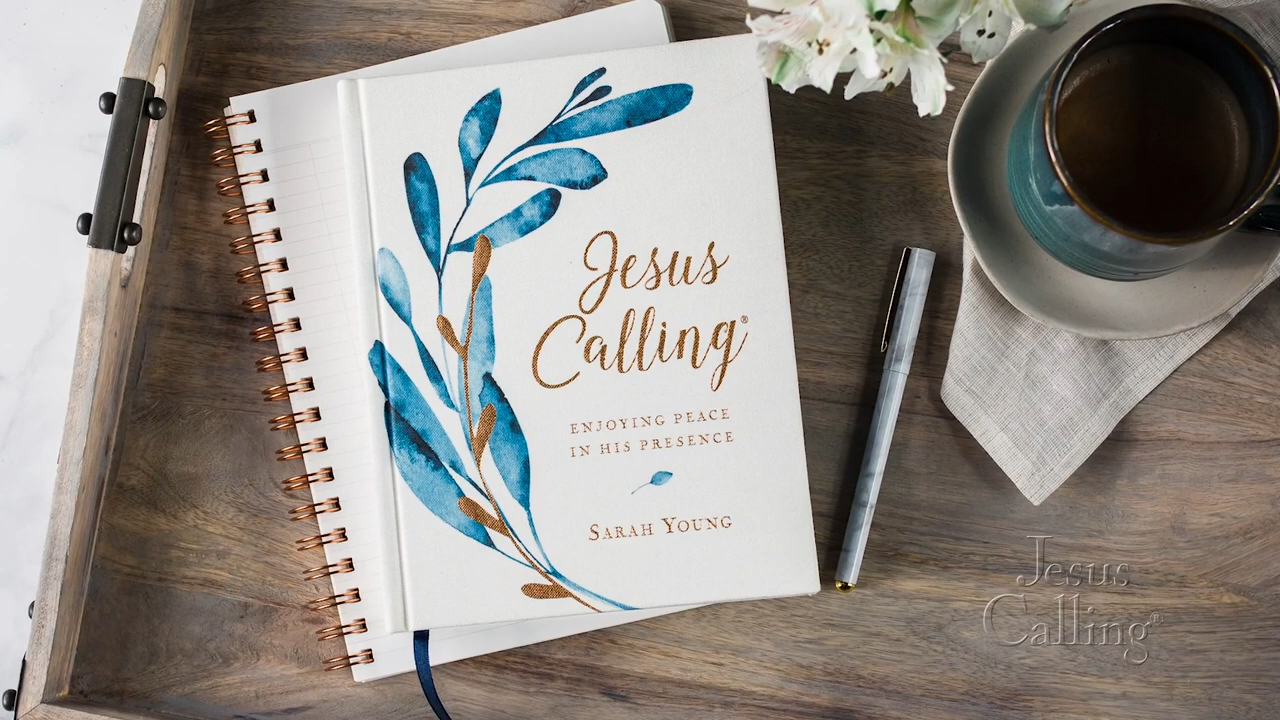 Jesus
Calling®
ENJOYING PEACE
IN HIS PRESENCE
SARAH YOUNG
Jesus
Calling®